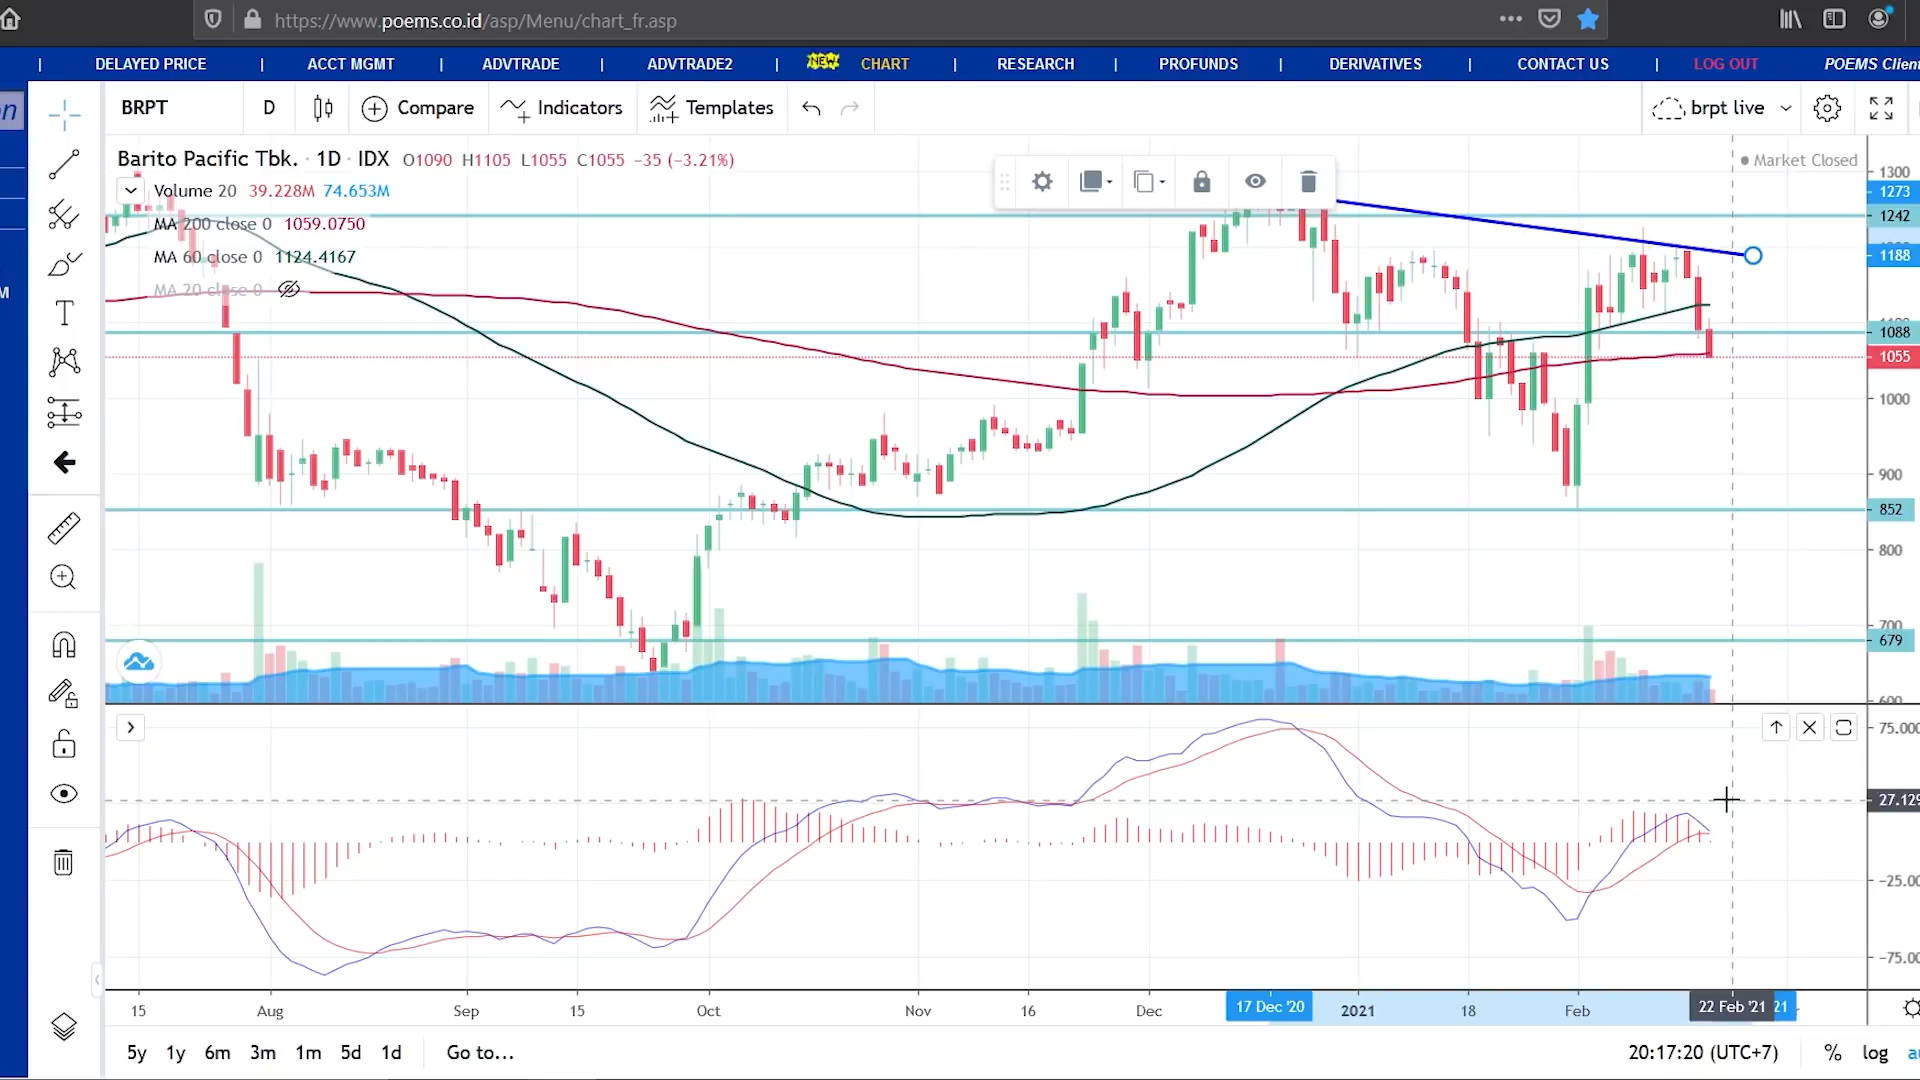 https://www.poems.co.id/asp/Menu/chart_fr.asp
| DELAYED PRICE | ACCT MGMT | ADVTRADE | ADVTRADE2 | NEW CHART | RESEARCH | PROFUNDS | DERIVATIVES | CONTACT US | LOG OUT POEMS Clien
on
BRPT D Compare Indicators Templates brpt live
Barito Pacific Tbk. · 1D · IDX O1090 H1105 L1055 C1055 −35 (−3.21%)
Market Closed
Volume 20 39.228M 74.653M
MA 200 close 0 1059.0750
MA 60 close 0 1124.4167
MA 20 close 0
M
1300
1273
1242
1188
1088
1055
1000
900
852
800
700
679
600
75.000
27.129
−25.00
−75.00
15 Aug Sep 15 Oct Nov 16 Dec 17 Dec '20 2021 18 Feb 22 Feb '21 21
5y 1y 6m 3m 1m 5d 1d Go to... 20:17:20 (UTC+7) % log au